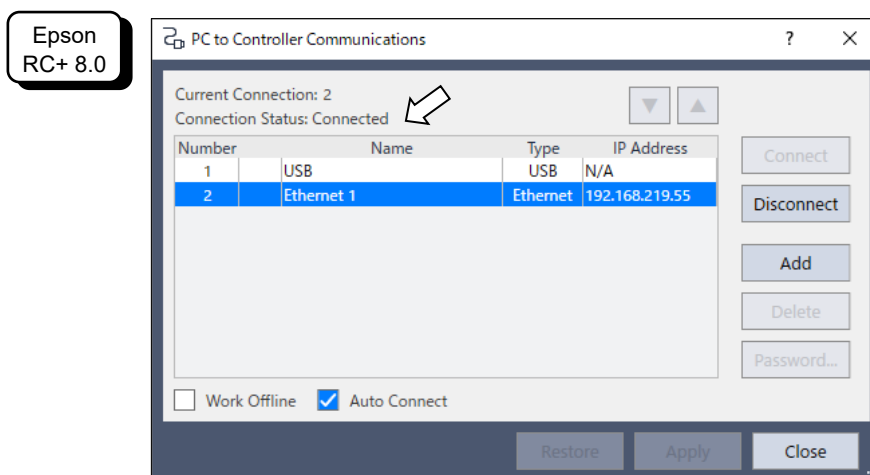 Epson
RC+ 8.0
PC to Controller Communications
?
Current Connection: 2
Connection Status: Connected
Number Name Type IP Address
1 USB USB N/A
2 Ethernet 1 Ethernet 192.168.219.55
Connect
Disconnect
Add
Delete
Password...
Work Offline Auto Connect
Restore Apply Close